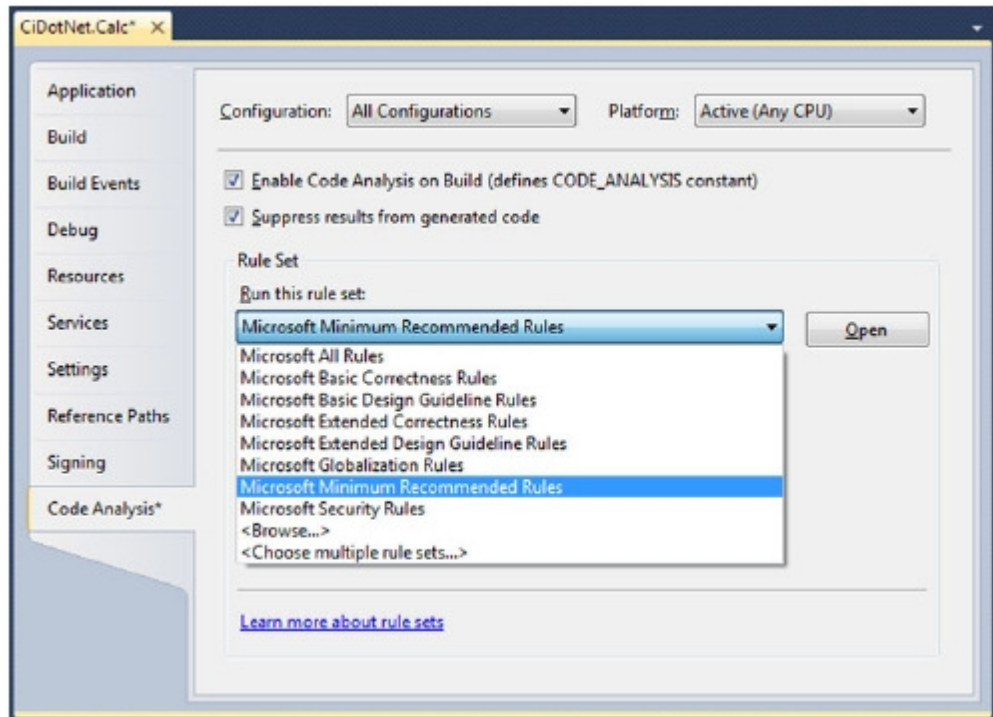 CiDotNet.Calc*
Application
Build
Build Events
Debug
Resources
Services
Settings
Reference Paths
Signing
Code Analysis*
Configuration: All Configurations Platform: Active (Any CPU)
Enable Code Analysis on Build (defines CODE_ANALYSIS constant)
Suppress results from generated code
Rule Set
Run this rule set:
Microsoft Minimum Recommended Rules Open
Microsoft All Rules
Microsoft Basic Correctness Rules
Microsoft Basic Design Guideline Rules
Microsoft Extended Correctness Rules
Microsoft Extended Design Guideline Rules
Microsoft Globalization Rules
Microsoft Minimum Recommended Rules
Microsoft Security Rules
<Browse...>
<Choose multiple rule sets...>
Learn more about rule sets